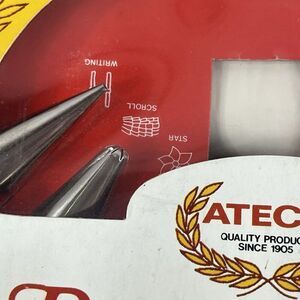 WRITING
SCROLL
STAR
ATEC
QUALITY PRODUC
SINCE 1905